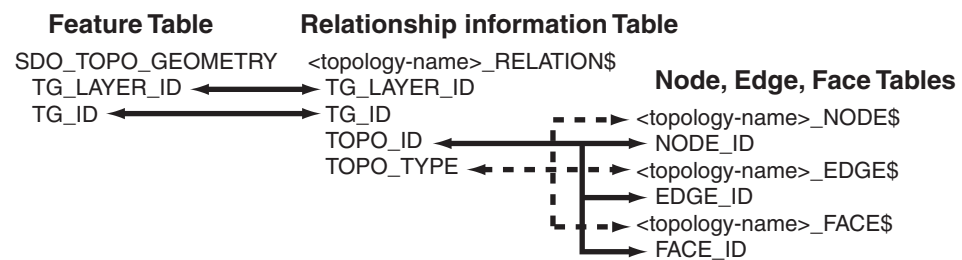 Feature Table
SDO_TOPO_GEOMETRY
TG_LAYER_ID
TG_ID
Relationship information Table
<topology-name>_RELATION$
TG_LAYER_ID
TG_ID
TOPO_ID
TOPO_TYPE
Node, Edge, Face Tables
<topology-name>_NODE$
NODE_ID
<topology-name>_EDGE$
EDGE_ID
<topology-name>_FACE$
FACE_ID